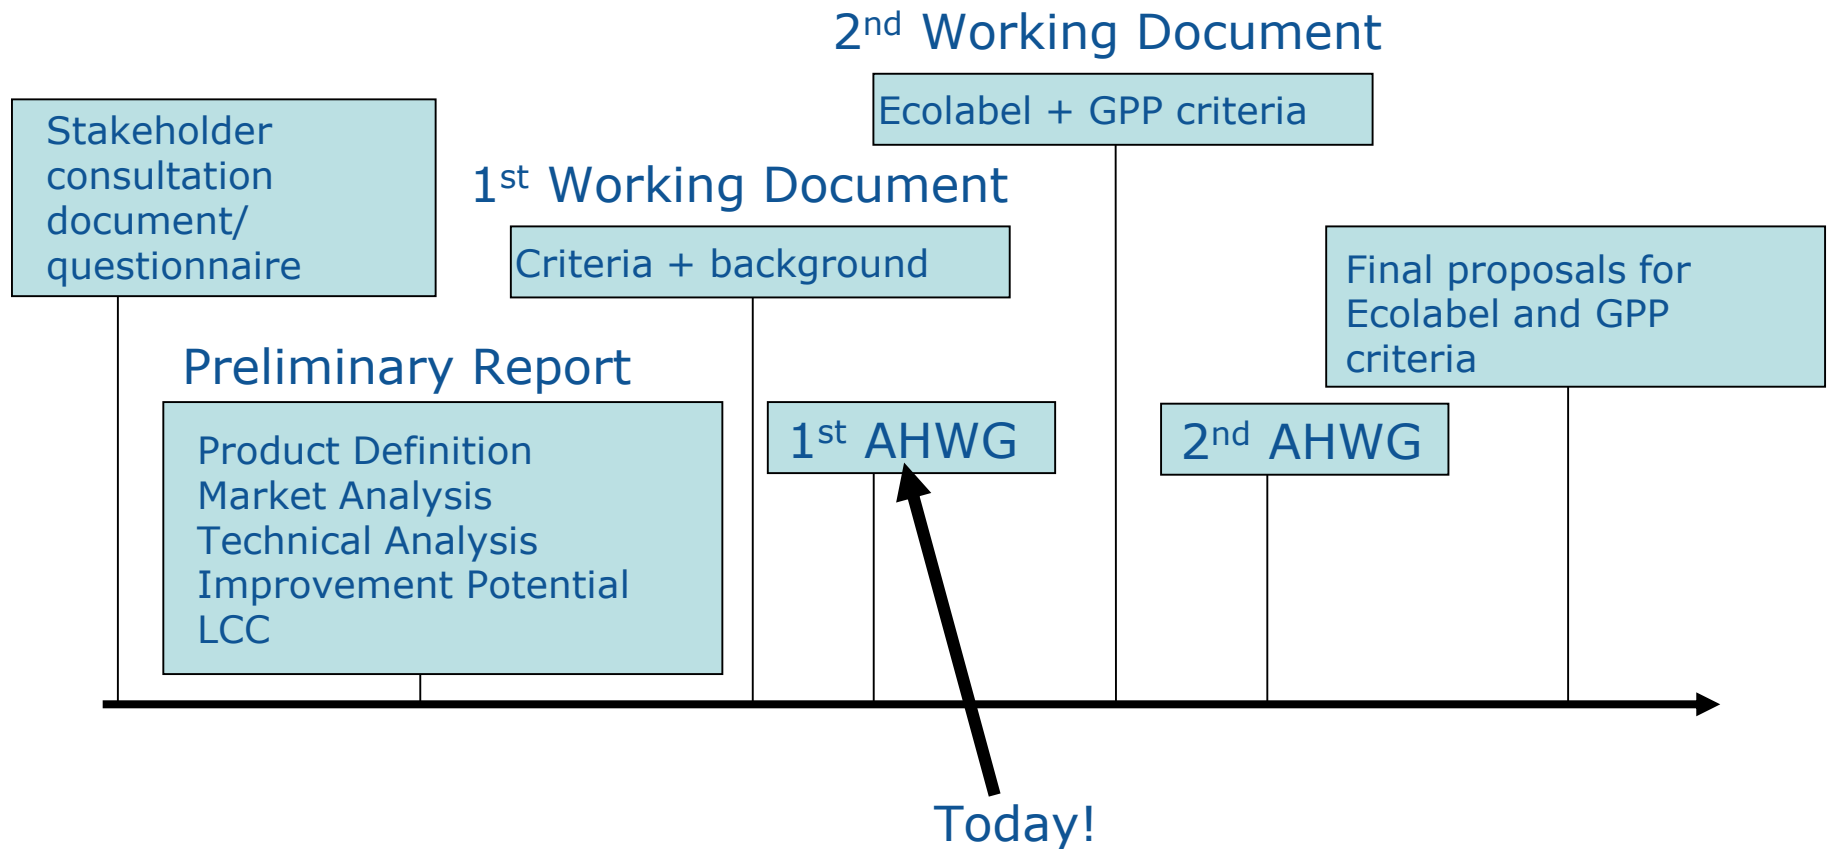 2nd Working Document
Ecolabel + GPP criteria
Stakeholder
consultation
document/
questionnaire
1st Working Document
Criteria + background
Final proposals for
Ecolabel and GPP
criteria
Preliminary Report
Product Definition
Market Analysis
Technical Analysis
Improvement Potential
LCC
1st AHWG
2nd AHWG
Today!